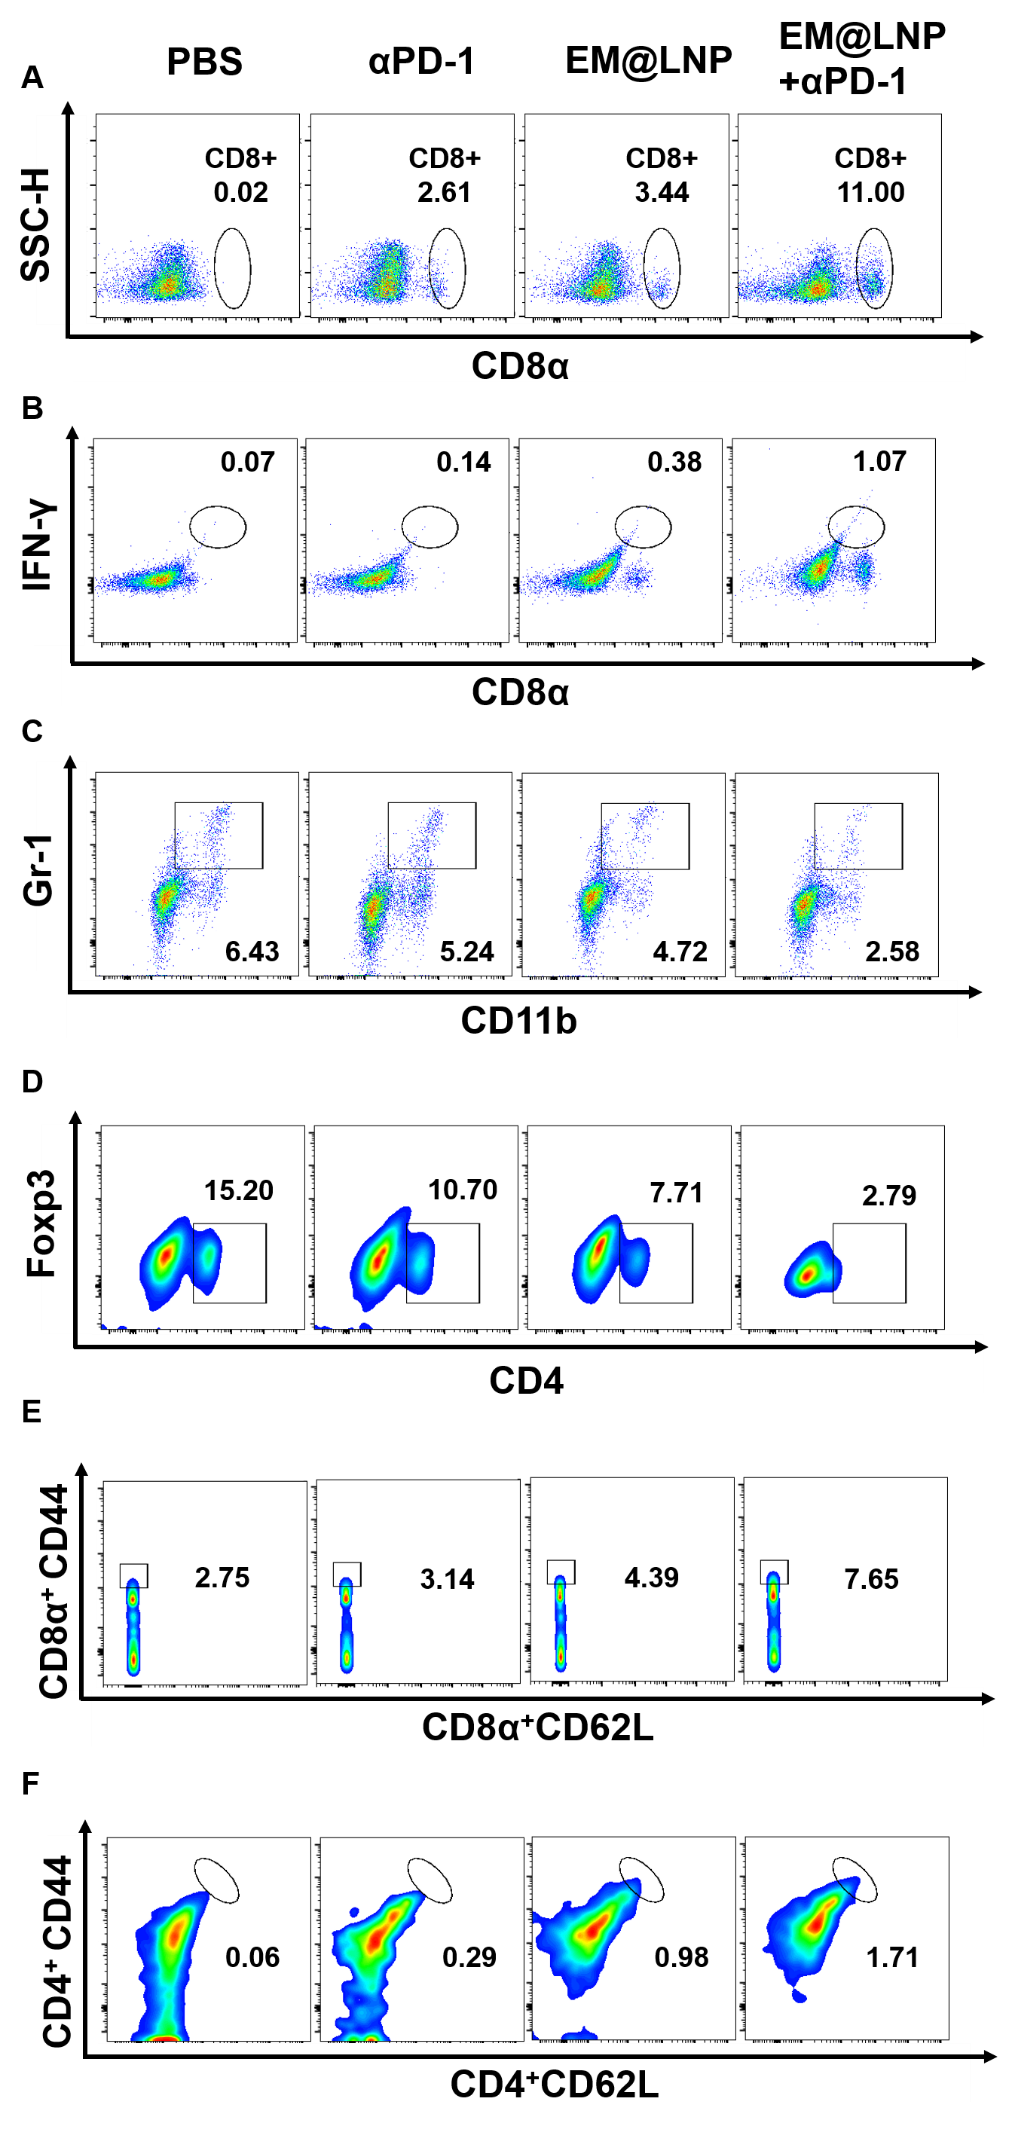 A
PBS
αPD-1
EM@LNP
EM@LNP
+αPD-1
SSC-H
CD8+
0.02
CD8+
2.61
CD8+
3.44
CD8+
11.00
CD8α
B
IFN-γ
0.07
0.14
0.38
1.07
CD8α
C
Gr-1
6.43
5.24
4.72
2.58
CD11b
D
Foxp3
15.20
10.70
7.71
2.79
CD4
E
CD8α⁺ CD44
2.75
3.14
4.39
7.65
CD8α⁺CD62L
F
CD4⁺ CD44
0.06
0.29
0.98
1.71
CD4⁺CD62L